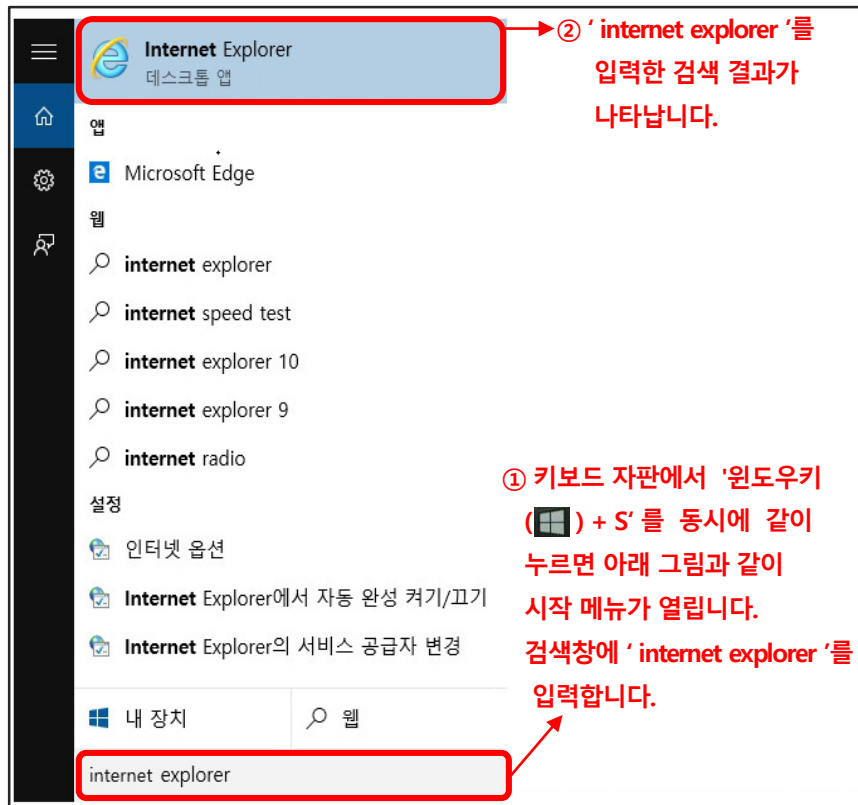 Internet Explorer
데스크톱 앱
앱
Microsoft Edge
웹
internet explorer
internet speed test
internet explorer 10
internet explorer 9
internet radio
설정
인터넷 옵션
Internet Explorer에서 자동 완성 켜기/끄기
Internet Explorer의 서비스 공급자 변경
내 장치
웹
internet explorer
② ‘ internet explorer ’를
입력한 검색 결과가
나타납니다.
① 키보드 자판에서 '윈도우키
( ) + S‘ 를 동시에 같이
누르면 아래 그림과 같이
시작 메뉴가 열립니다.
검색창에 ‘ internet explorer ’를
입력합니다.